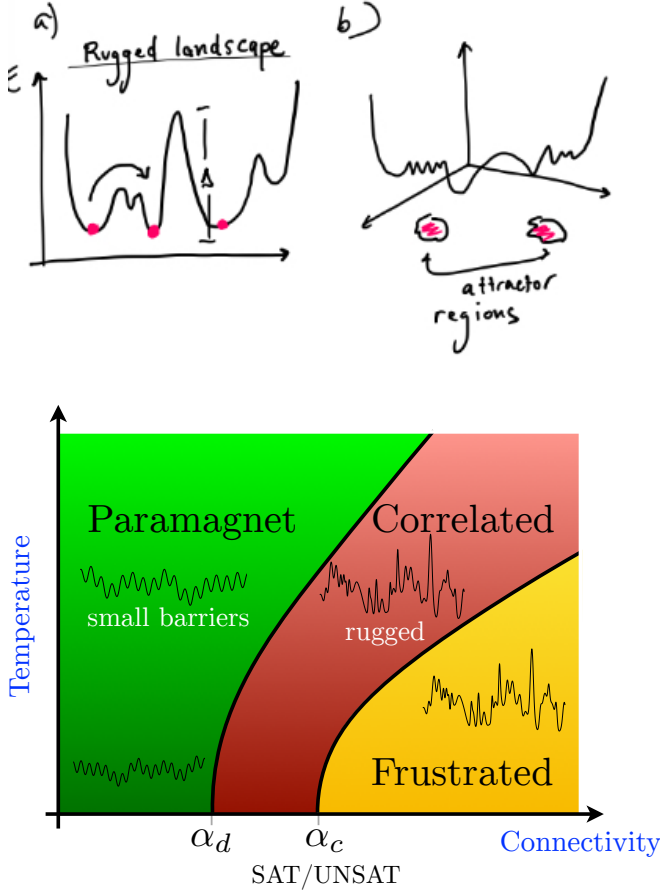 a)
Rugged landscape
E
Δ
b)
attractor
regions
Temperature
Paramagnet
small barriers
Correlated
rugged
Frustrated
α_d
α_c
Connectivity
SAT/UNSAT